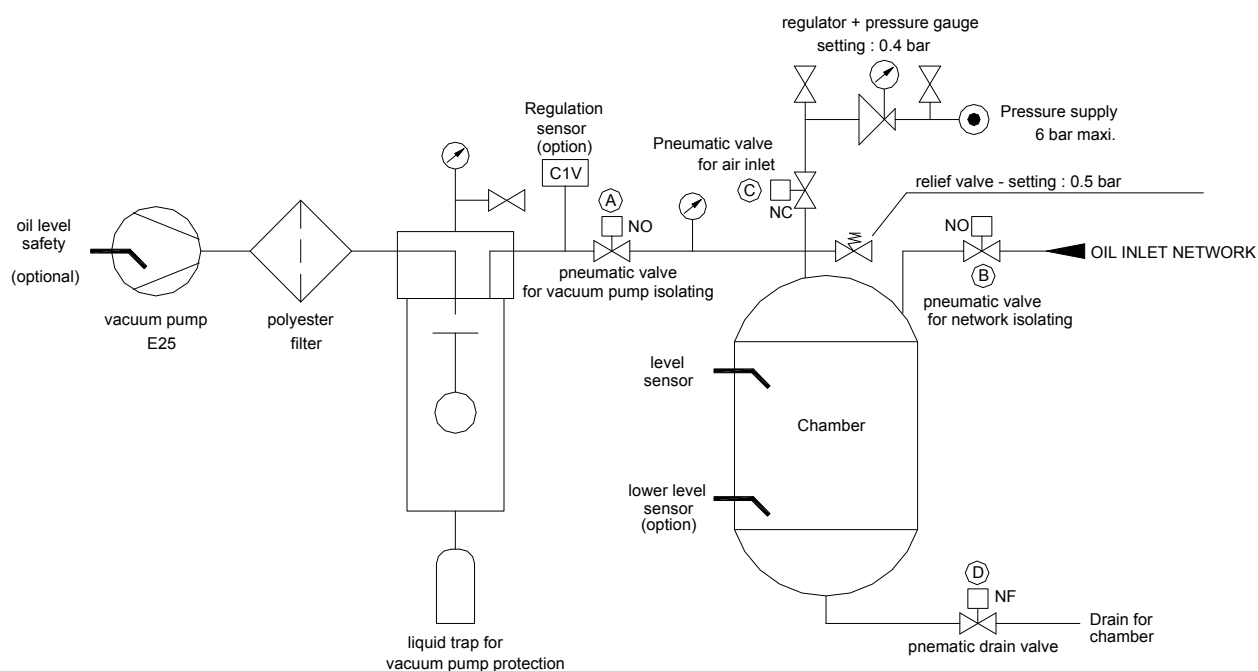 regulator + pressure gauge
setting : 0.4 bar
Pressure supply
6 bar maxi.
Regulation
sensor
(option)
C1V
Pneumatic valve
for air inlet
C
NC
relief valve - setting : 0.5 bar
A
NO
NO
B
OIL INLET NETWORK
oil level
safety
(optional)
pneumatic valve
for vacuum pump isolating
pneumatic valve
for network isolating
vacuum pump
E25
polyester
filter
level
sensor
Chamber
lower level
sensor
(option)
D
NF
Drain for
chamber
pnematic drain valve
liquid trap for
vacuum pump protection